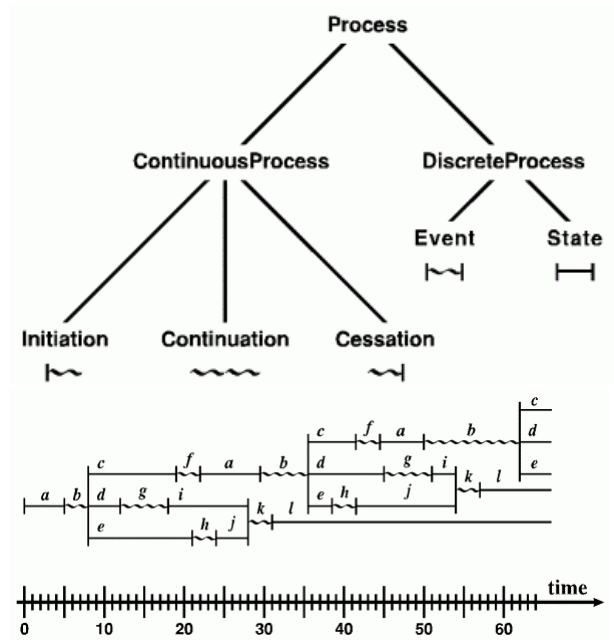 Process
ContinuousProcess DiscreteProcess
Event State
Initiation Continuation Cessation
c
c f a b d
c f a b d g i e
a b d g i e h j k l
e h j k l
time
0 10 20 30 40 50 60